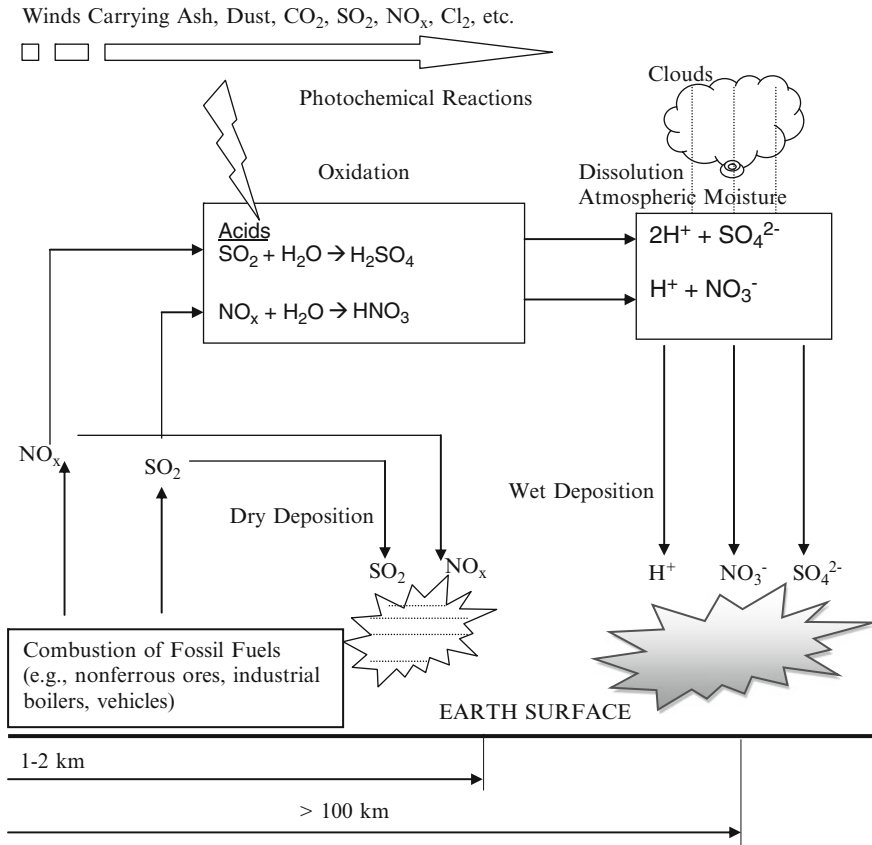 Winds Carrying Ash, Dust, CO₂, SO₂, NOₓ, Cl₂, etc.
Photochemical Reactions
Clouds
Oxidation
Dissolution
Atmospheric Moisture
Acids
SO₂ + H₂O → H₂SO₄
NOₓ + H₂O → HNO₃
2H⁺ + SO₄²⁻
H⁺ + NO₃⁻
NOₓ
SO₂
Dry Deposition
Wet Deposition
SO₂
NOₓ
H⁺
NO₃⁻
SO₄²⁻
Combustion of Fossil Fuels
(e.g., nonferrous ores, industrial
boilers, vehicles)
EARTH SURFACE
1-2 km
> 100 km